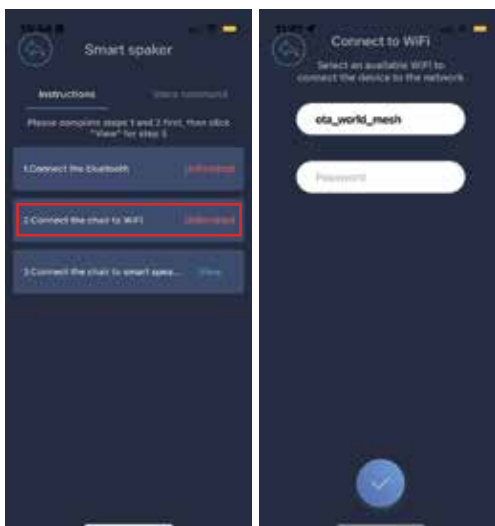 Smart spaker
Instructions
Voice command
Please complete steps 1 and 2 first, then click
"View" for step 3
1.Connect the bluetooth
2.Connect the chair to WiFi
3.Connect the chair to smart spea...
View
Connect to WiFi
Select an available WiFi to
connect the device to the network
ota_world_mesh
Password